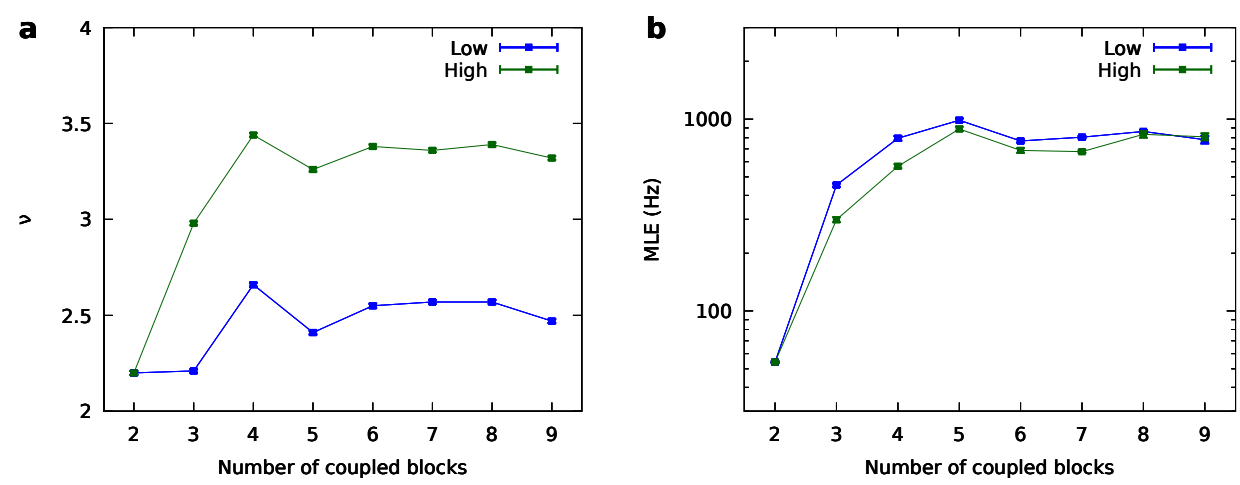 a
4
3.5
3
2.5
2
ν
2 3 4 5 6 7 8 9
Number of coupled blocks
Low
High
b
1000
100
MLE (Hz)
2 3 4 5 6 7 8 9
Number of coupled blocks
Low
High